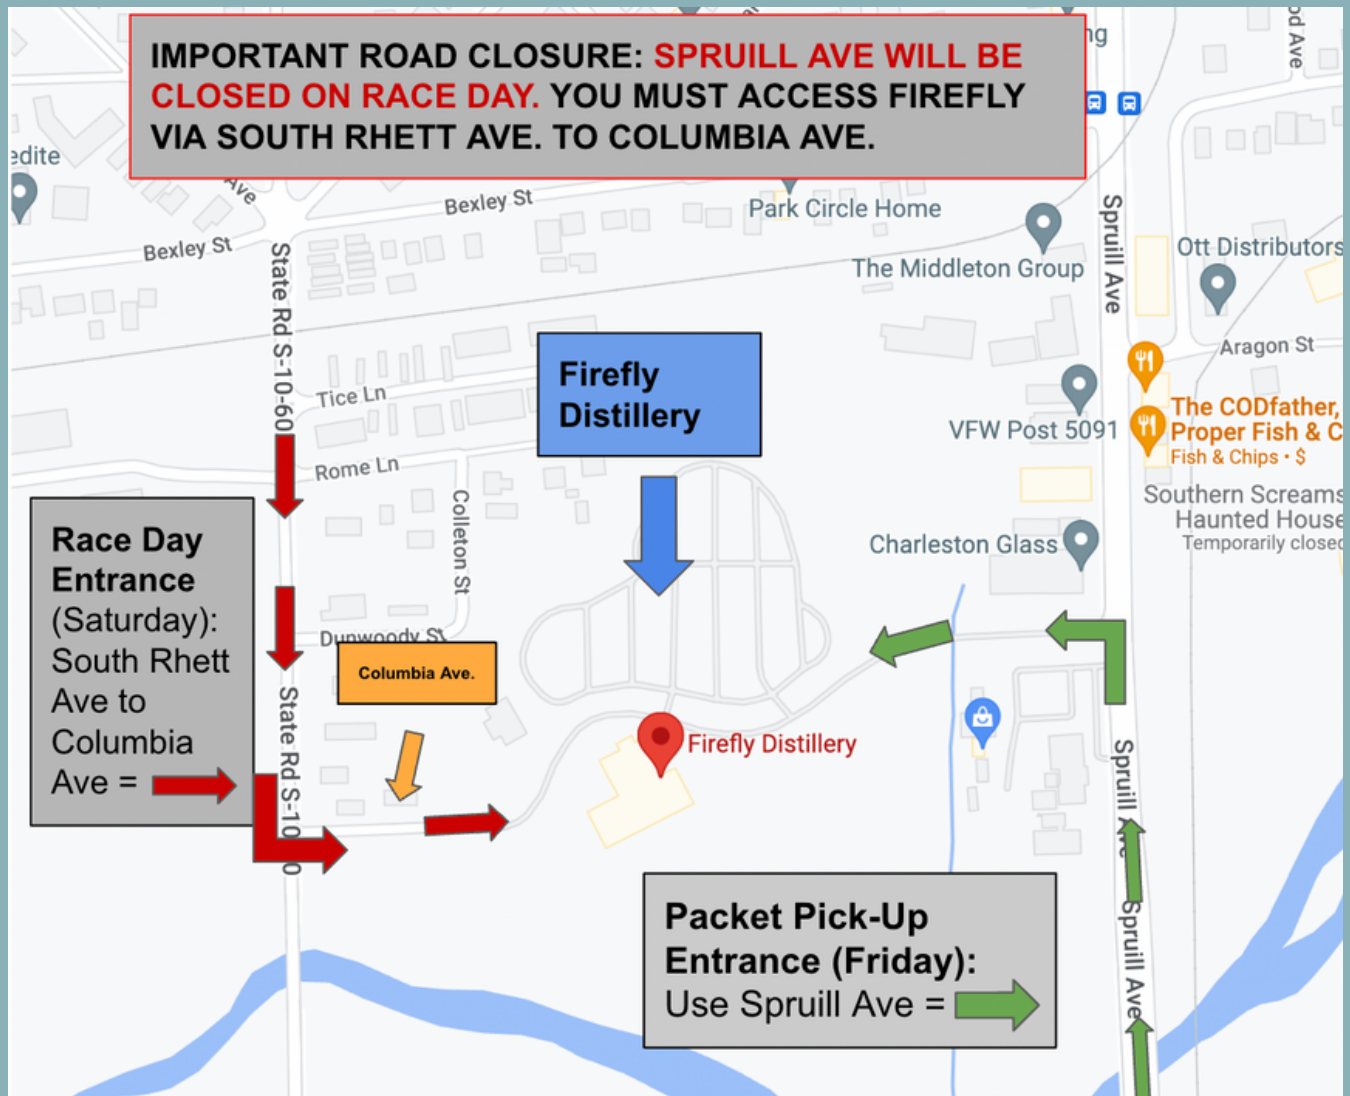 IMPORTANT ROAD CLOSURE: SPRUILL AVE WILL BE
CLOSED ON RACE DAY. YOU MUST ACCESS FIREFLY
VIA SOUTH RHETT AVE. TO COLUMBIA AVE.
edite
Ave
Bexley St
Bexley St
Park Circle Home
The Middleton Group
Spruill Ave
Ott Distributors
Aragon St
State Rd S-10-60
Tice Ln
Rome Ln
Colleton St
Dunwoody St
Firefly
Distillery
VFW Post 5091
The CODfather,
Proper Fish & C
Fish & Chips • $
Southern Screams
Haunted House
Temporarily closed
Charleston Glass
Race Day
Entrance
(Saturday):
South Rhett
Ave to
Columbia
Ave =
Columbia Ave.
State Rd S-10
0
Firefly Distillery
Spruill Ave
Spruill Ave
Packet Pick-Up
Entrance (Friday):
Use Spruill Ave =